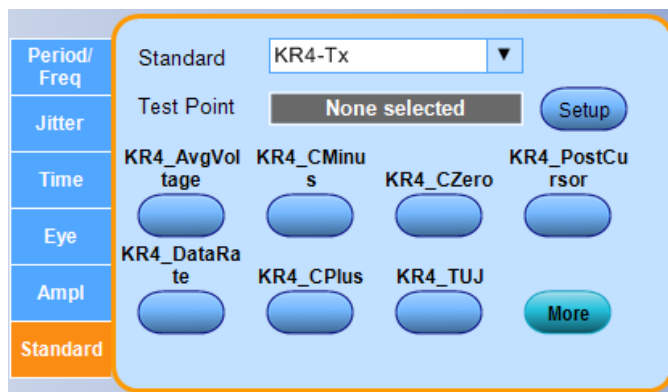 Period/
Freq
Jitter
Time
Eye
Ampl
Standard
Standard
KR4-Tx
Test Point
None selected
Setup
KR4_AvgVol
tage
KR4_CMinu
s
KR4_CZero
KR4_PostCu
rsor
KR4_DataRa
te
KR4_CPlus
KR4_TUJ
More